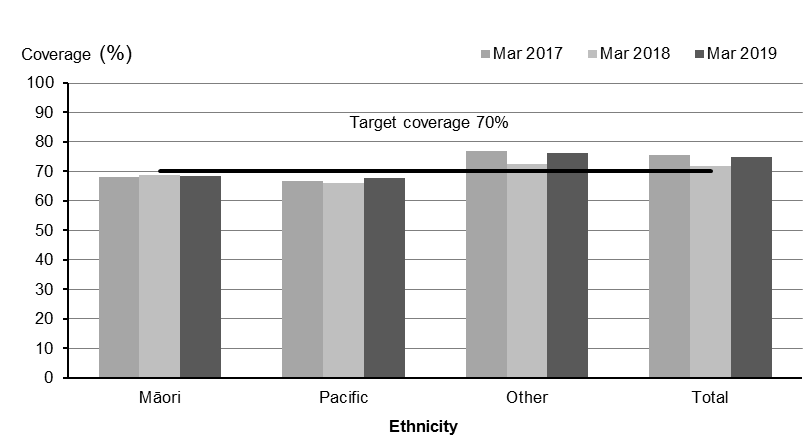 Coverage (%)
Mar 2017 Mar 2018 Mar 2019
100
90
Target coverage 70%
80
70
60
50
40
30
20
10
0
Māori Pacific Other Total
Ethnicity